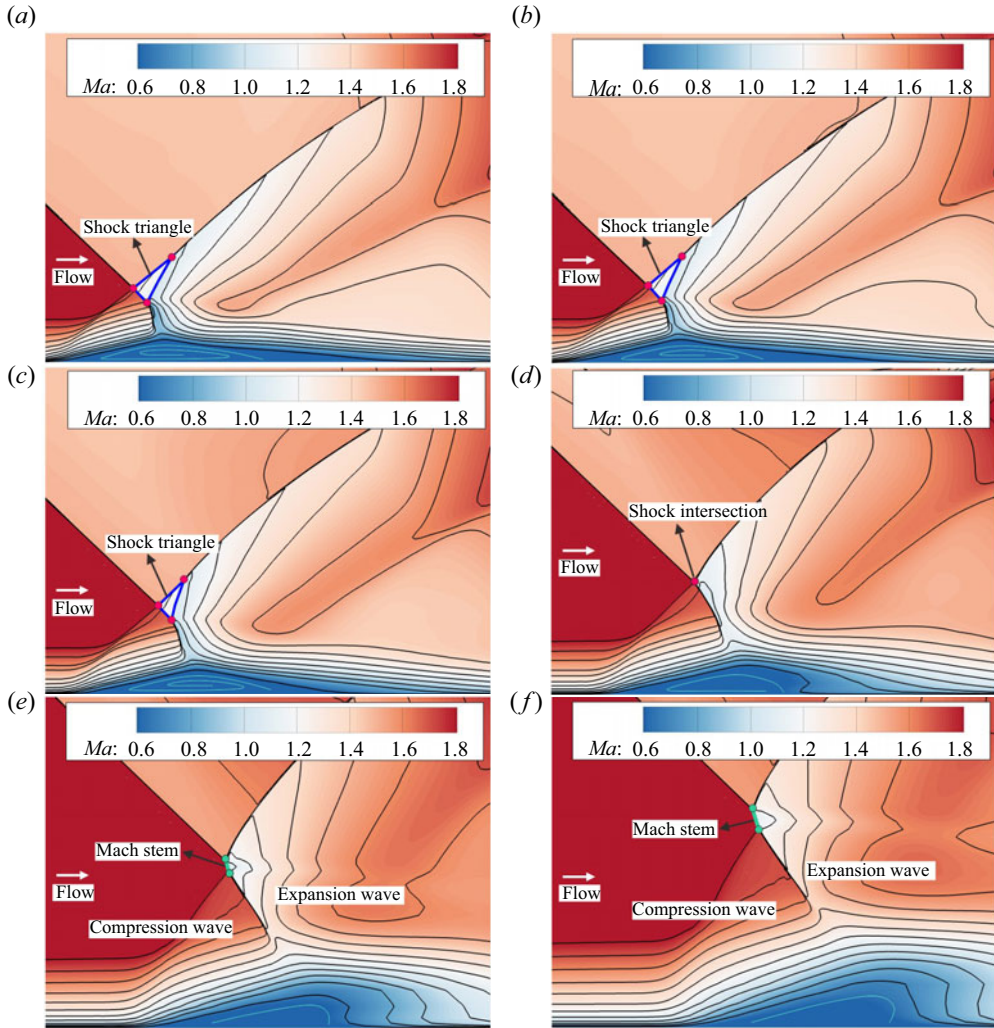 (a)
Ma: 0.6 0.8 1.0 1.2 1.4 1.6 1.8
Shock triangle
Flow
(b)
Ma: 0.6 0.8 1.0 1.2 1.4 1.6 1.8
Shock triangle
Flow
(c)
Ma: 0.6 0.8 1.0 1.2 1.4 1.6 1.8
Shock triangle
Flow
(d)
Ma: 0.6 0.8 1.0 1.2 1.4 1.6 1.8
Shock intersection
Flow
(e)
Ma: 0.6 0.8 1.0 1.2 1.4 1.6 1.8
Mach stem
Flow
Expansion wave
Compression wave
(f)
Ma: 0.6 0.8 1.0 1.2 1.4 1.6 1.8
Mach stem
Expansion wave
Flow
Compression wave